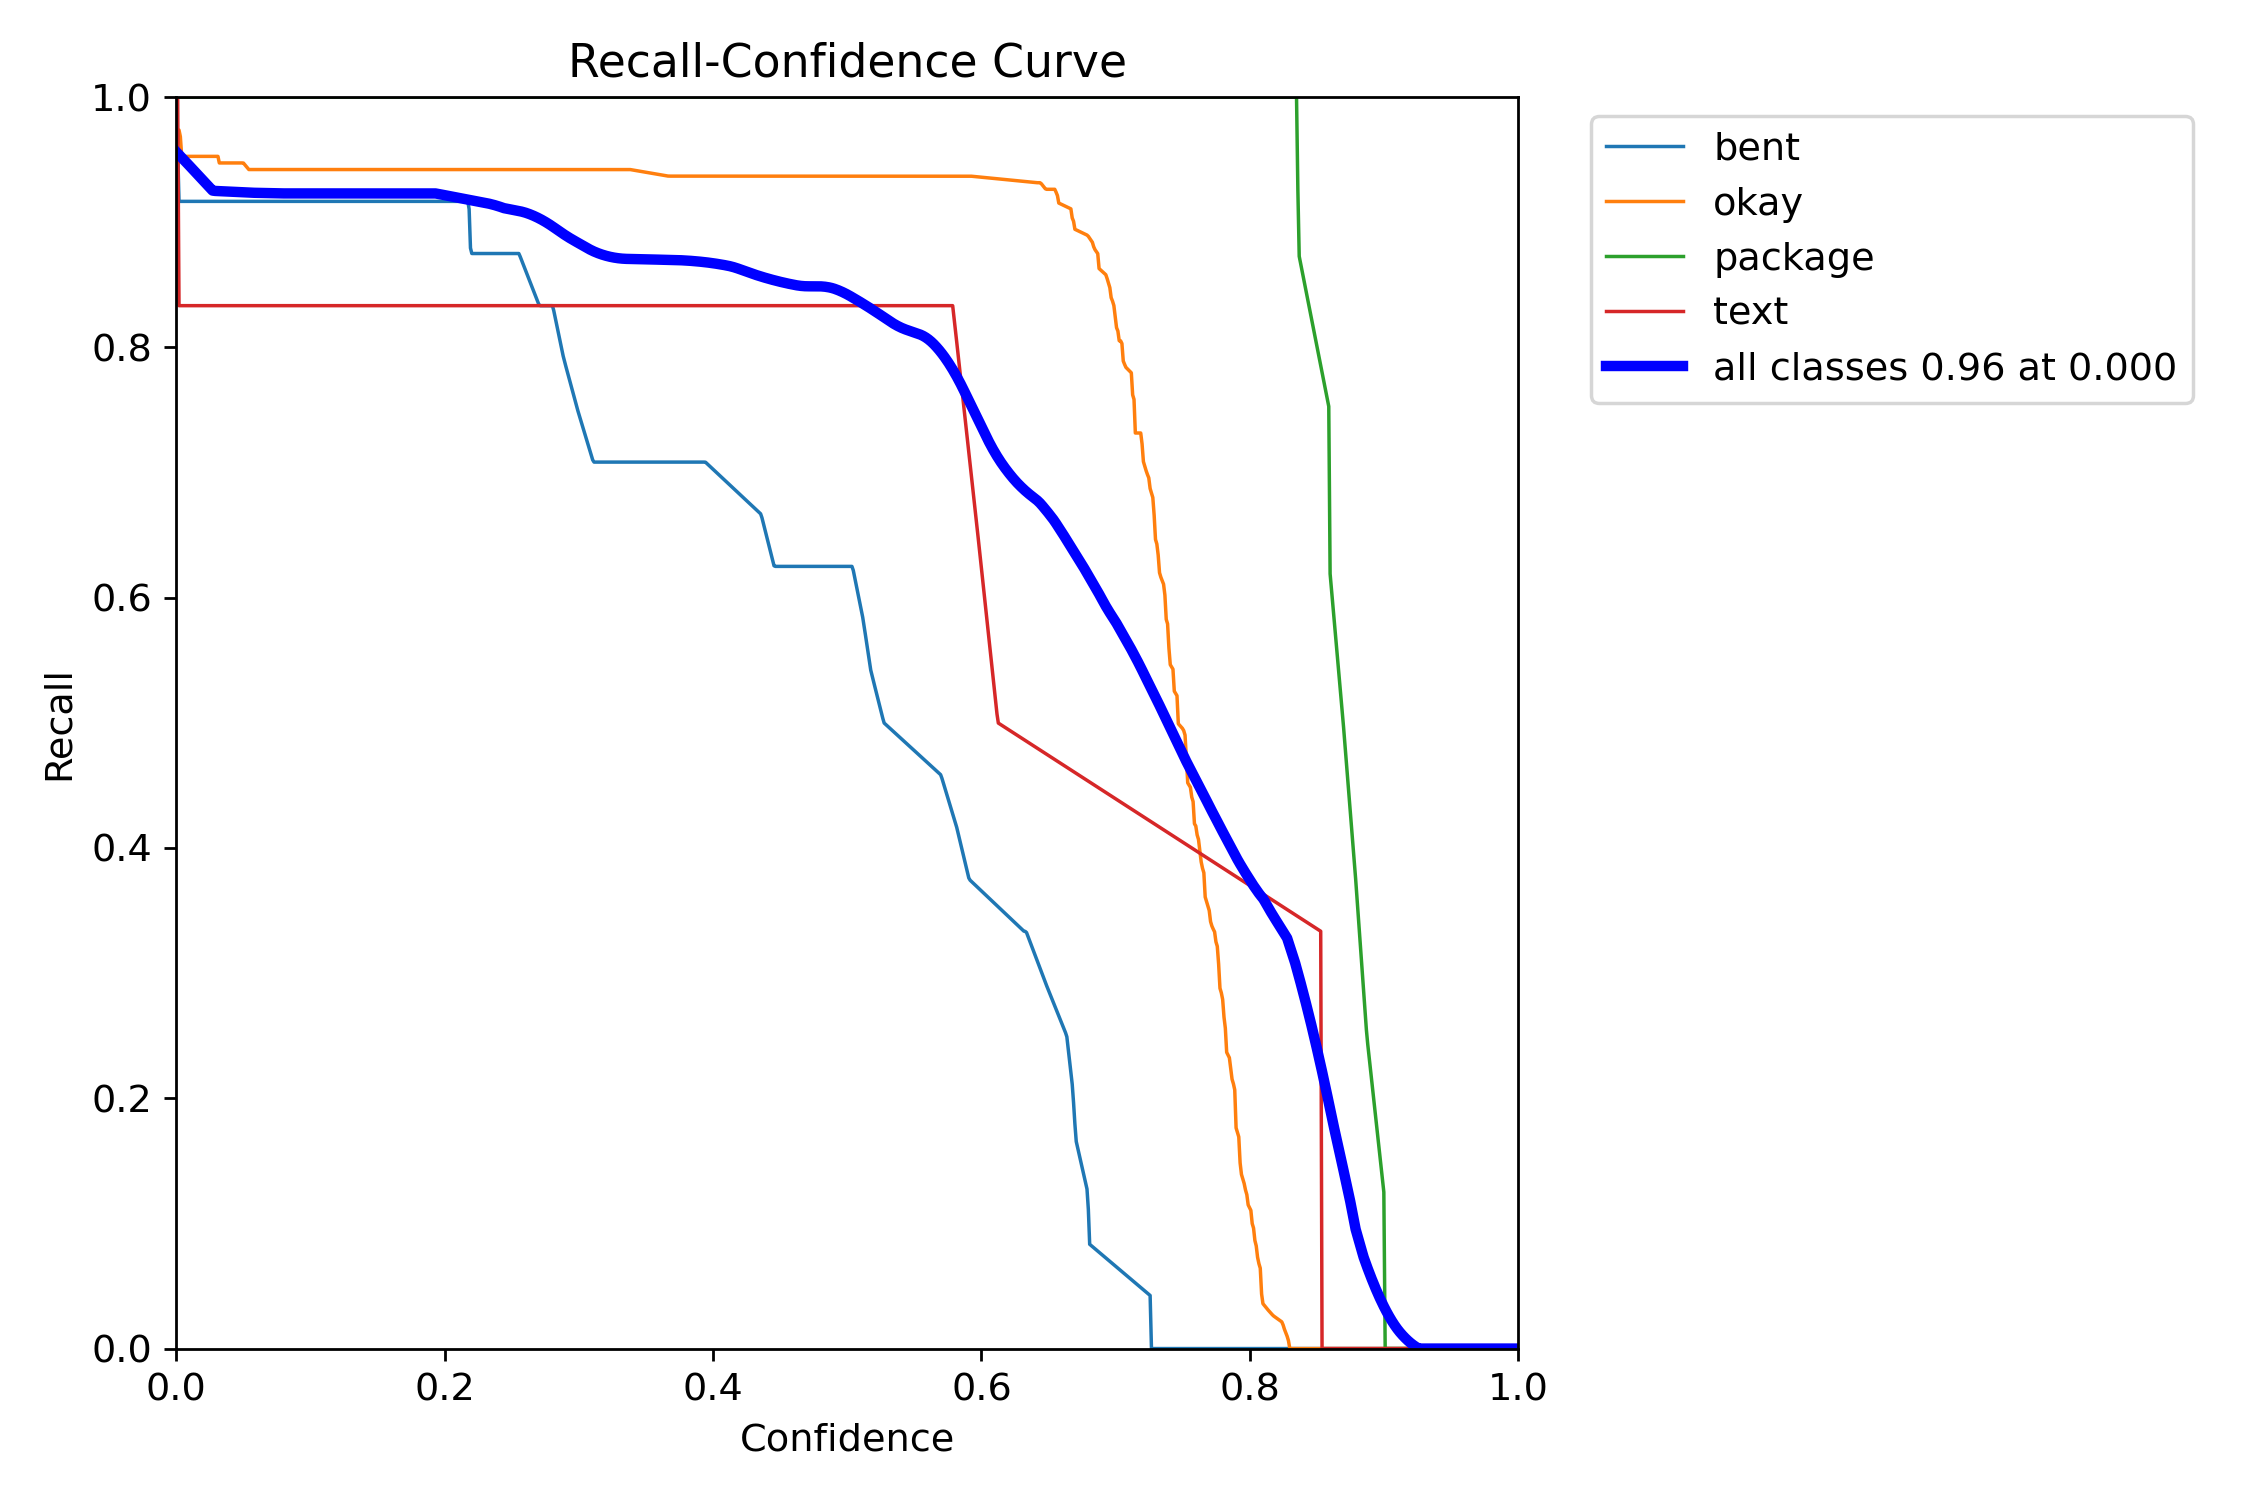 Recall-Confidence Curve
1.0
0.8
0.6
0.4
0.2
0.0
Recall
0.0 0.2 0.4 0.6 0.8 1.0
Confidence
bent
okay
package
text
all classes 0.96 at 0.000